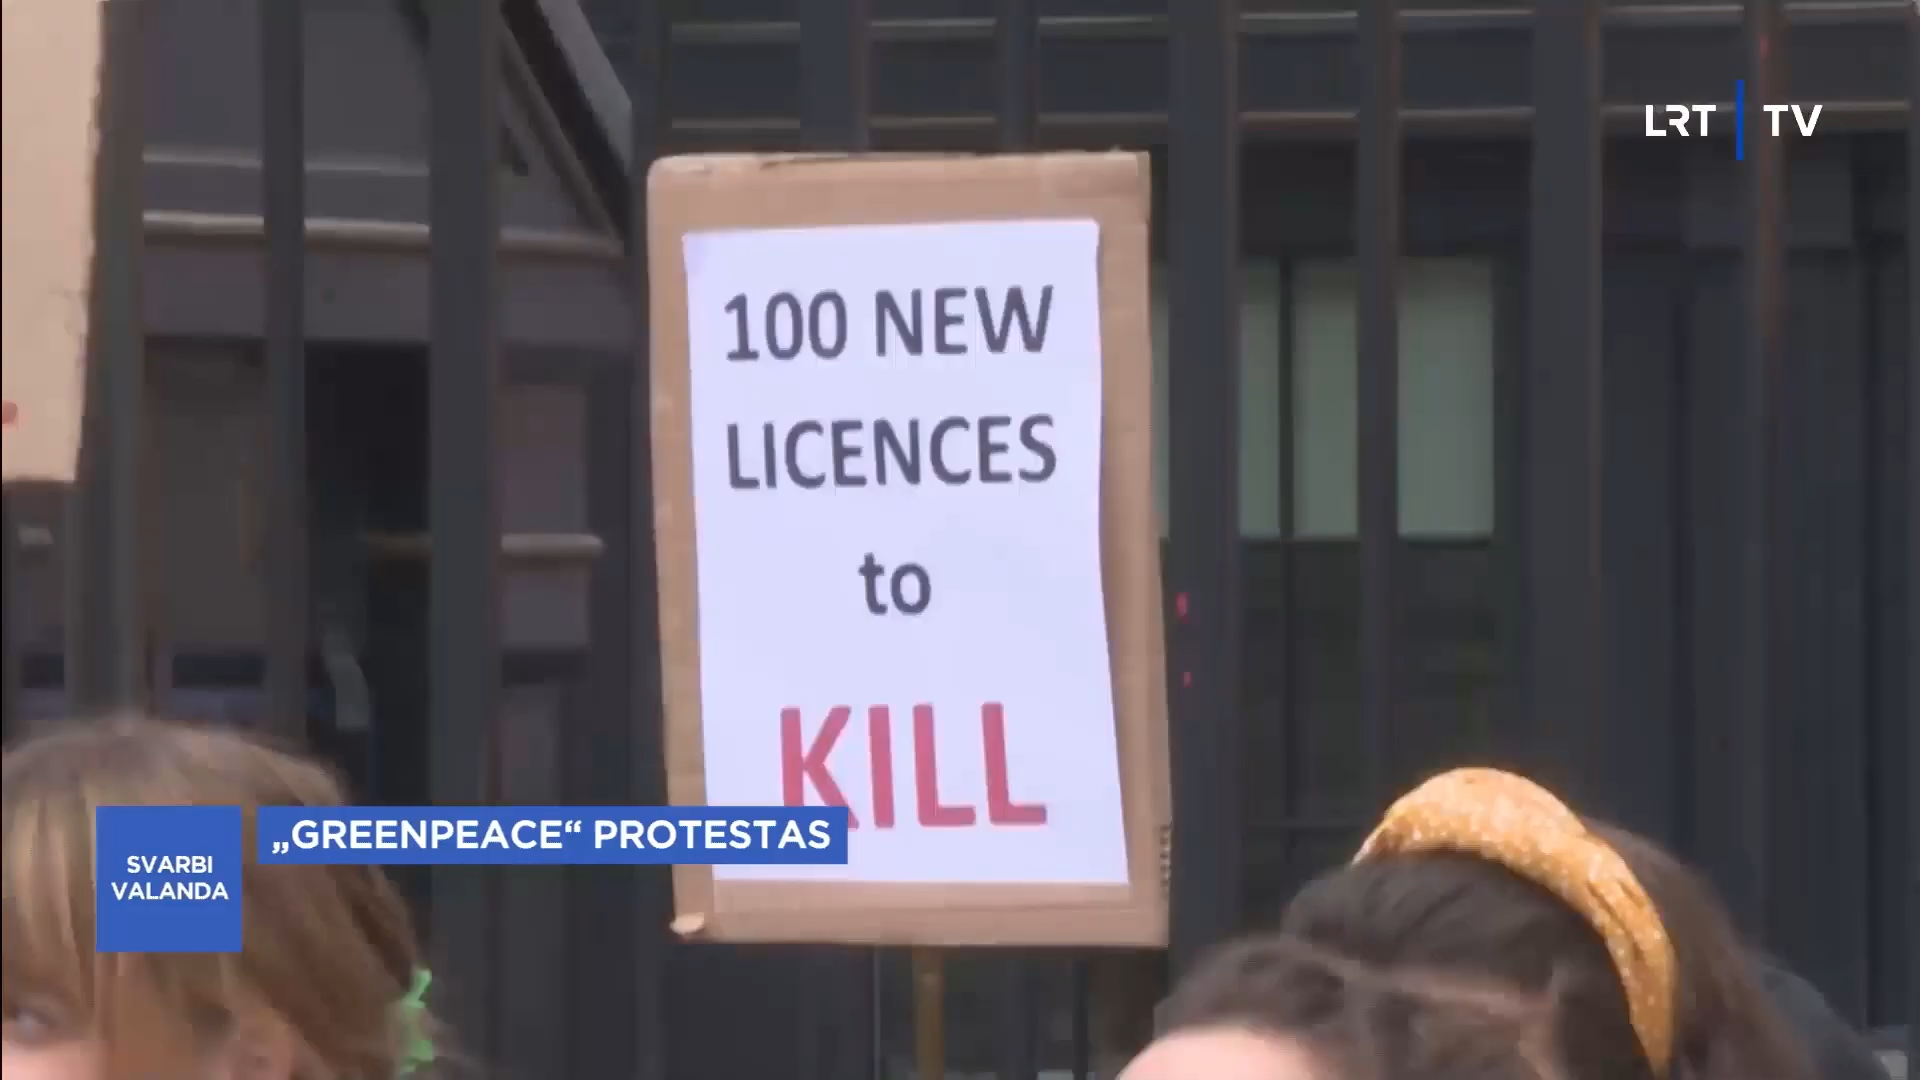 LRT TV
100 NEW
LICENCES
to
KILL
„GREENPEACE“ PROTESTAS
SVARBI
VALANDA